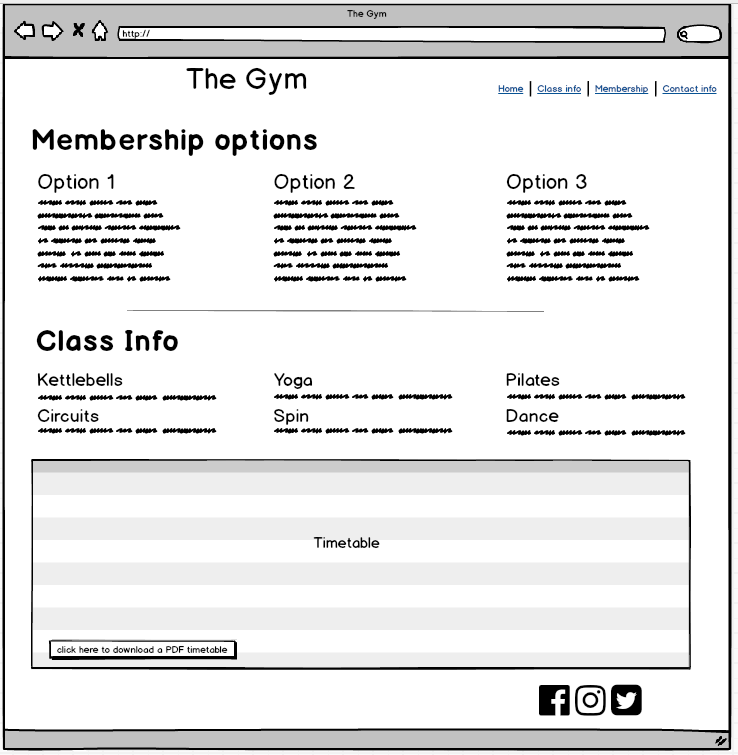 The Gym
http://
The Gym
Home | Class info | Membership | Contact info
Membership options
Option 1 Option 2 Option 3
Class Info
Kettlebells Yoga Pilates
Circuits Spin Dance
Timetable
click here to download a PDF timetable